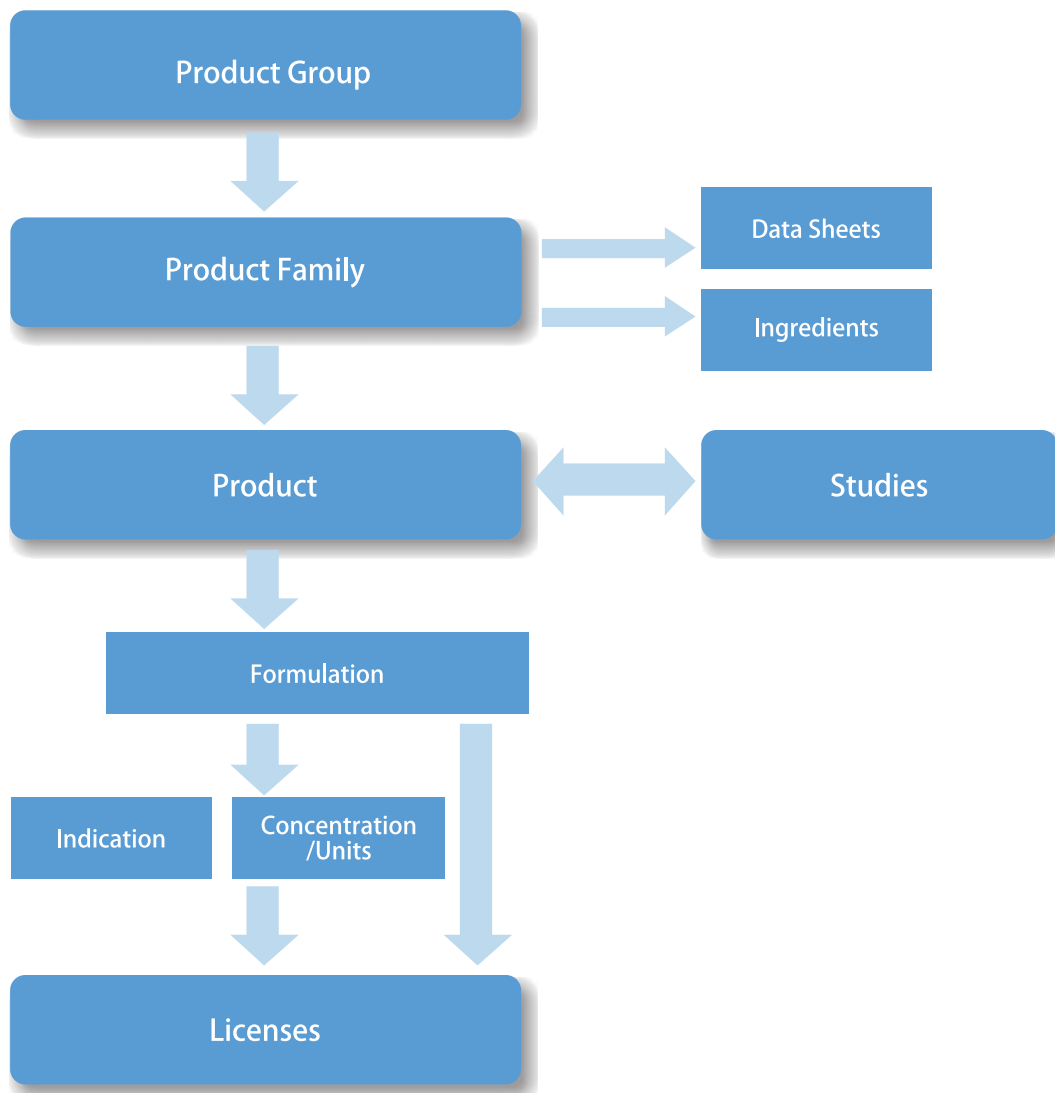 Product Group
Product Family
Data Sheets
Ingredients
Product
Studies
Formulation
Indication
Concentration
/Units
Licenses